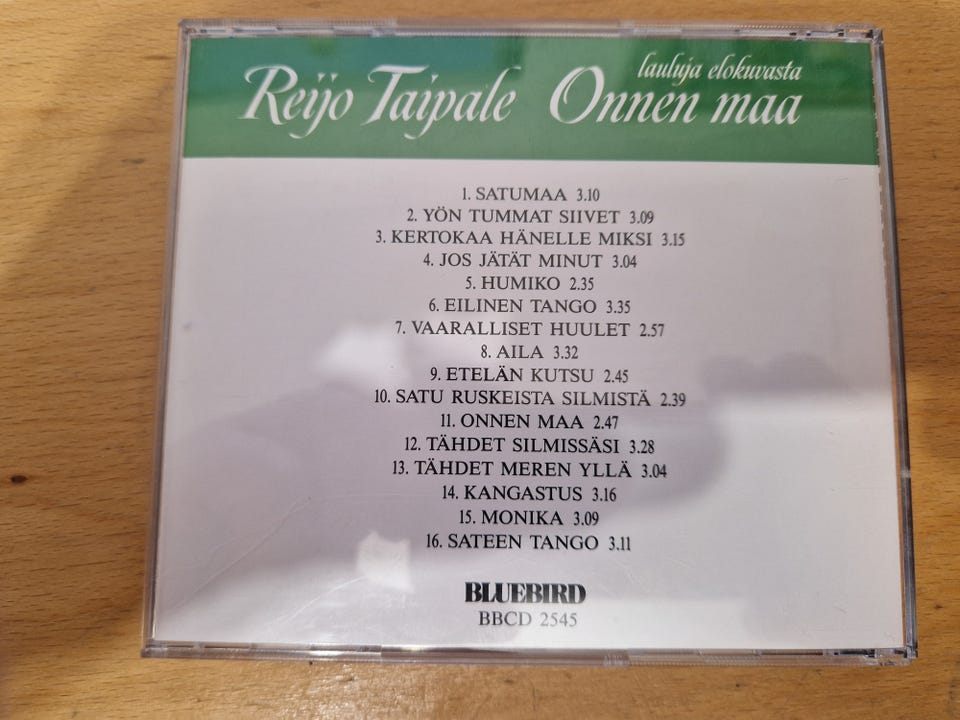 Reijo Taipale
lauluja elokuvasta
Onnen maa
1. SATUMAA 3.10
2. YÖN TUMMAT SIIVET 3.09
3. KERTOKAA HÄNELLE MIKSI 3.15
4. JOS JÄTÄT MINUT 3.04
5. HUMIKO 2.35
6. EILINEN TANGO 3.35
7. VAARALLISET HUULET 2.57
8. AILA 3.32
9. ETELÄN KUTSU 2.45
10. SATU RUSKEISTA SILMISTÄ 2.39
11. ONNEN MAA 2.47
12. TÄHDET SILMISSÄSI 3.28
13. TÄHDET MEREN YLLÄ 3.04
14. KANGASTUS 3.16
15. MONIKA 3.09
16. SATEEN TANGO 3.11
BLUEBIRD
BBCD 2545